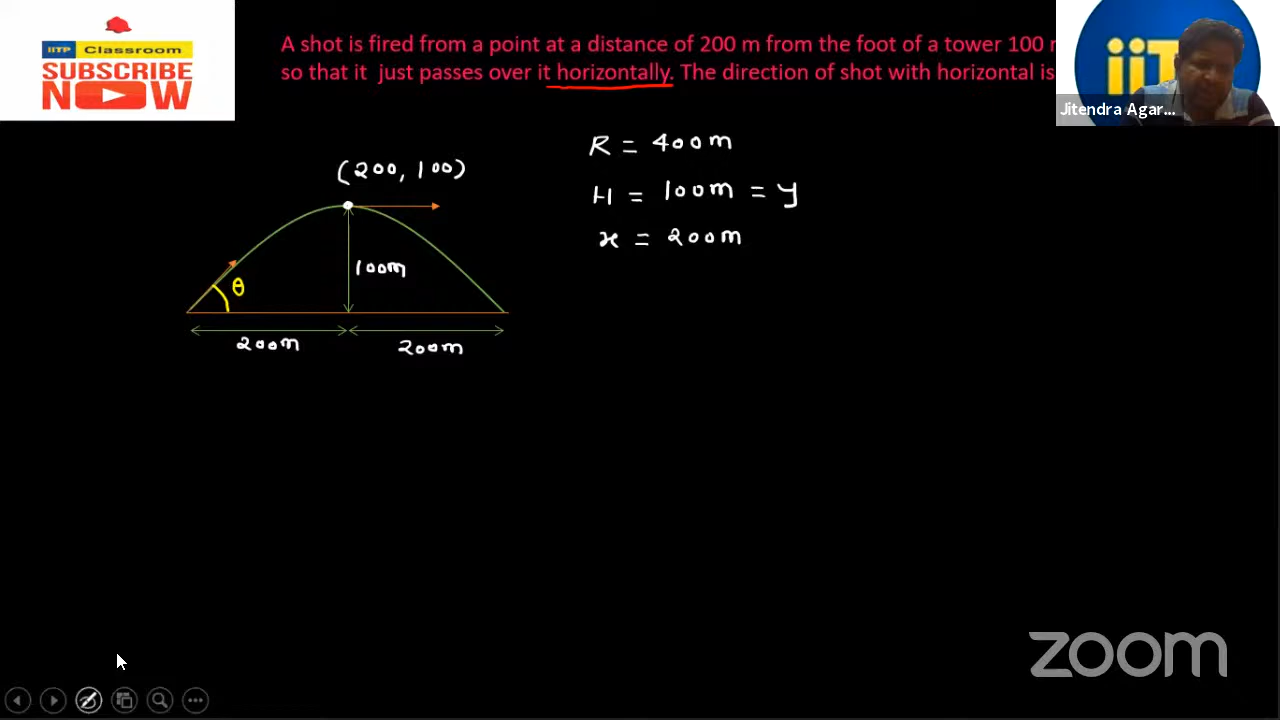 IITP Classroom
SUBSCRIBE
NOW
A shot is fired from a point at a distance of 200 m from the foot of a tower 100
so that it just passes over it horizontally. The direction of shot with horizontal is
Jitendra Agar...
R = 400m
H = 100m = y
x = 200m
(200, 100)
100m
θ
200m 200m
zoom